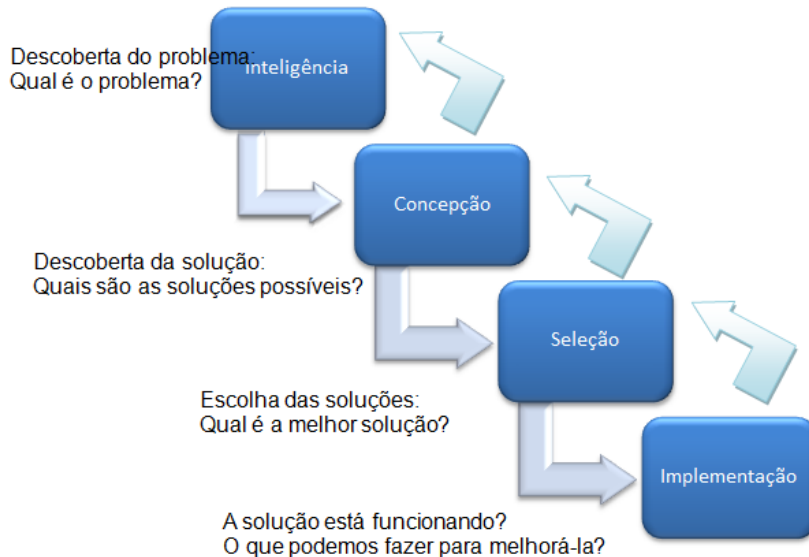 Descoberta do problema:
Qual é o problema?
Inteligência
Concepção
Descoberta da solução:
Quais são as soluções possíveis?
Seleção
Escolha das soluções:
Qual é a melhor solução?
Implementação
A solução está funcionando?
O que podemos fazer para melhorá-la?